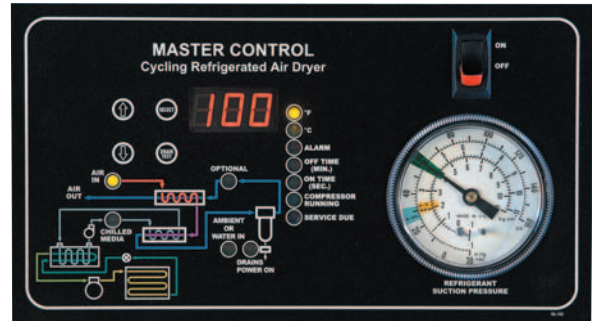 MASTER CONTROL
Cycling Refrigerated Air Dryer
ON
OFF
SELECT
DRAIN
TEST
100
°F
°C
ALARM
OFF TIME
(MIN.)
ON TIME
(SEC.)
COMPRESSOR
RUNNING
SERVICE DUE
AIR
IN
AIR
OUT
OPTIONAL
CHILLED
MEDIA
AMBIENT
OR
WATER IN
DRAINS
POWER ON
REFRIGERANT
SUCTION PRESSURE